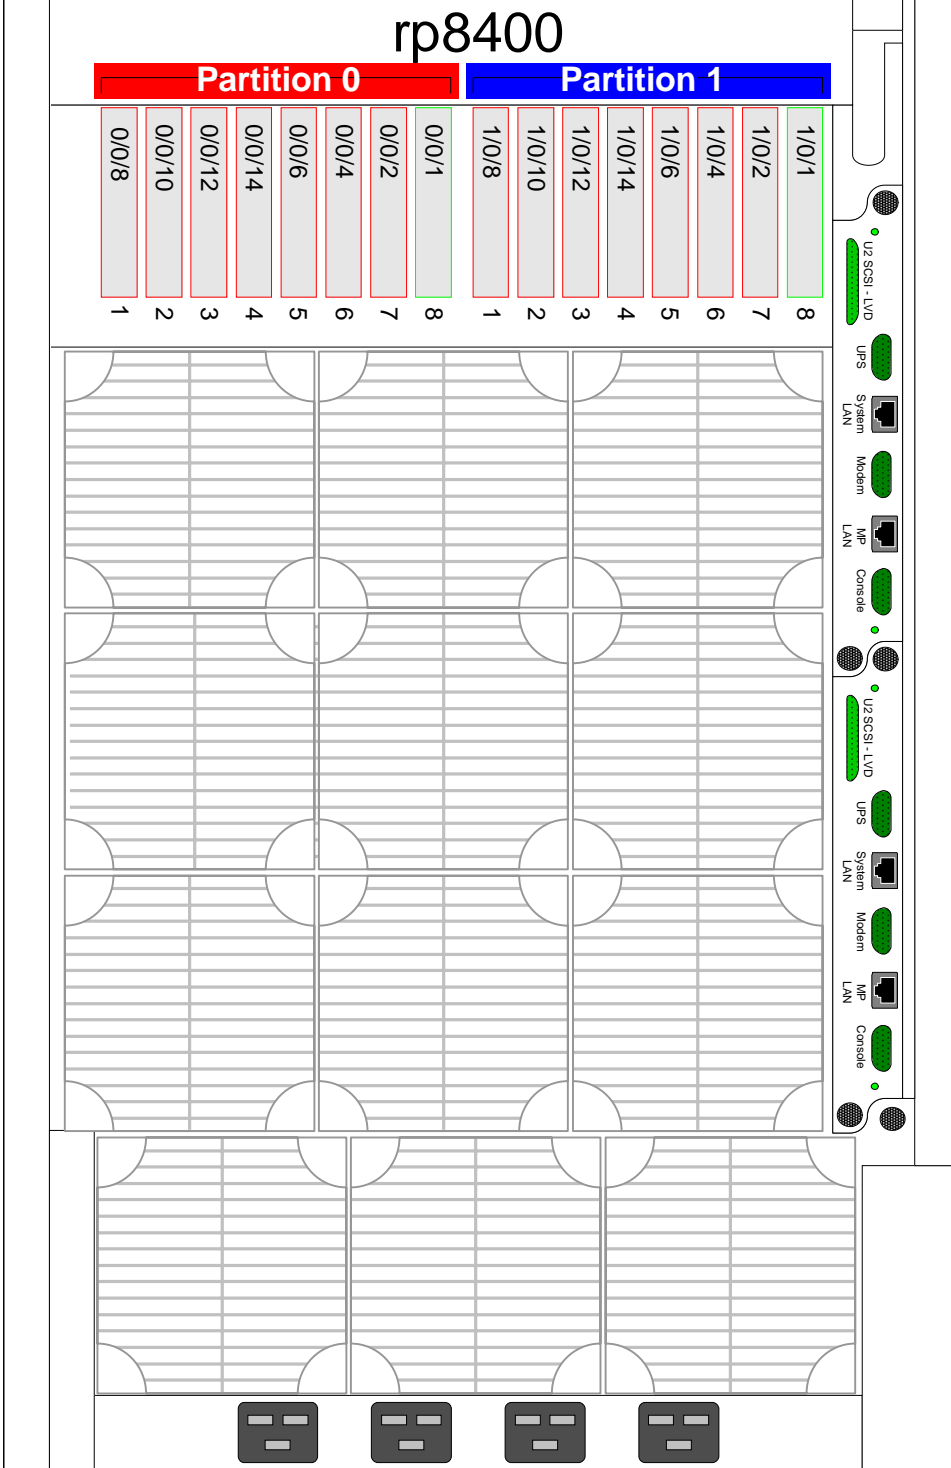 rp8400
Partition 0
Partition 1
0/0/8
0/0/10
0/0/12
0/0/14
0/0/6
0/0/4
0/0/2
0/0/1
1/0/8
1/0/10
1/0/12
1/0/14
1/0/6
1/0/4
1/0/2
1/0/1
1
2
3
4
5
6
7
8
1
2
3
4
5
6
7
8
U2 SCSI - LVD
UPS
System
LAN
Modem
MP
LAN
Console
U2 SCSI - LVD
UPS
System
LAN
Modem
MP
LAN
Console